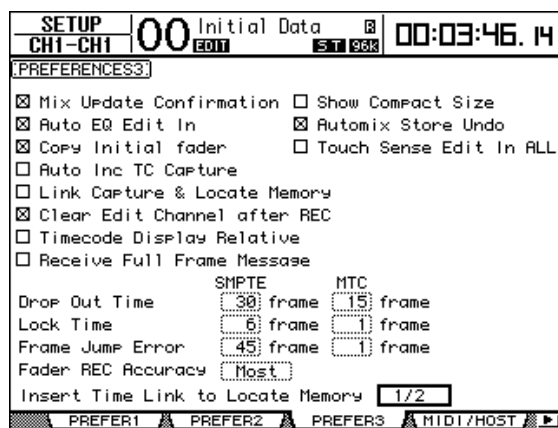 SETUP
CH1-CH1
00 Initial Data R
EDIT ST 96k
00:03:46. 14
PREFERENCES3
Mix Update Confirmation Show Compact Size
Auto EQ Edit In Automix Store Undo
Copy Initial fader Touch Sense Edit In ALL
Auto Inc TC Capture
Link Capture & Locate Memory
Clear Edit Channel after REC
Timecode Display Relative
Receive Full Frame Message
SMPTE MTC
Drop Out Time 30 frame 15 frame
Lock Time 6 frame 1 frame
Frame Jump Error 45 frame 1 frame
Fader REC Accuracy Most
Insert Time Link to Locate Memory 1/2
PREFER1 PREFER2 PREFER3 MIDI/HOST